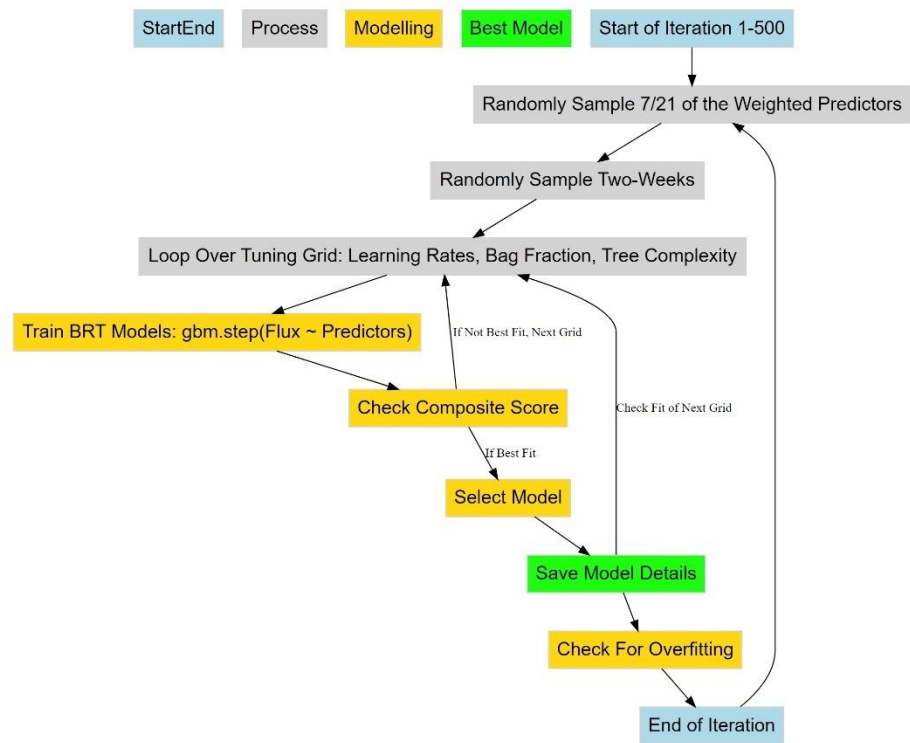 StartEnd
Process
Modelling
Best Model
Start of Iteration 1-500
Randomly Sample 7/21 of the Weighted Predictors
Randomly Sample Two-Weeks
Loop Over Tuning Grid: Learning Rates, Bag Fraction, Tree Complexity
Train BRT Models: gbm.step(Flux ~ Predictors)
If Not Best Fit, Next Grid
Check Composite Score
Check Fit of Next Grid
If Best Fit
Select Model
Save Model Details
Check For Overfitting
End of Iteration